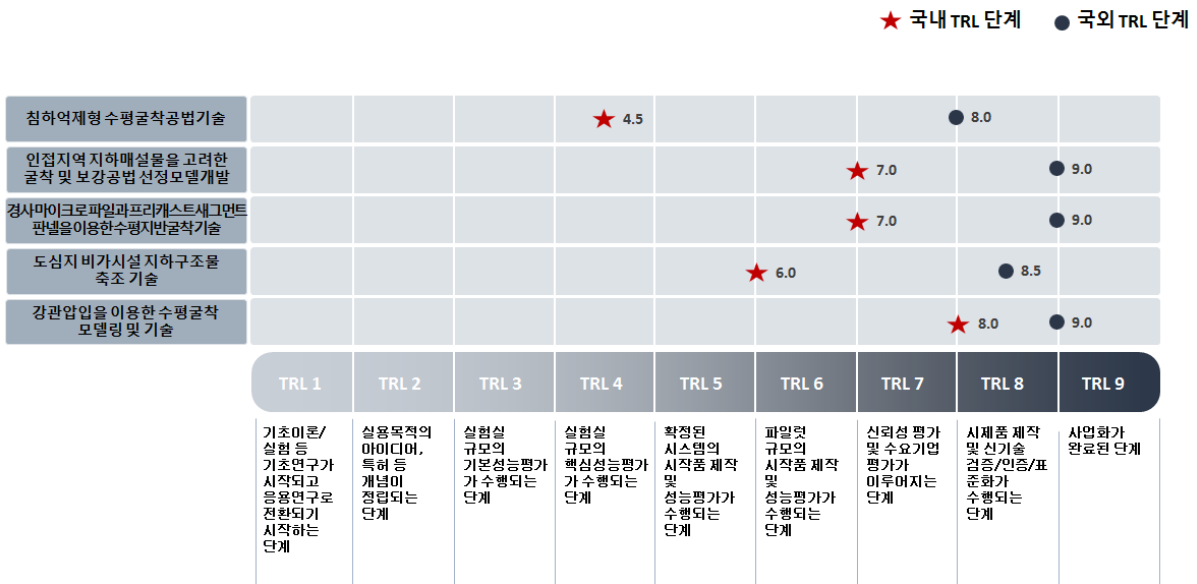 국내 TRL 단계
국외 TRL 단계
침하억제형 수평굴착공법기술
4.5
8.0
인접지역 지하매설물을 고려한
굴착 및 보강공법 선정모델개발
7.0
9.0
경사마이크로파일과프리캐스트새그먼트
판넬을이용한수평지반굴착기술
7.0
9.0
도심지 비가시설 지하구조물
축조 기술
6.0
8.5
강관압입을 이용한 수평굴착
모델링 및 기술
8.0
9.0
TRL 1
TRL 2
TRL 3
TRL 4
TRL 5
TRL 6
TRL 7
TRL 8
TRL 9
기초이론/
실험 등
기초연구가
시작되고
응용연구로
전환되기
시작하는
단계
실용목적의
아이디어,
특허 등
개념이
정립되는
단계
실험실
규모의
기본성능평가
가 수행되는
단계
실험실
규모의
핵심성능평가
가 수행되는
단계
확정된
시스템의
시작품 제작
및
성능평가가
수행되는
단계
파일럿
규모의
시작품 제작
및
성능평가가
수행되는
단계
신뢰성 평가
및 수요기업
평가가
이루어지는
단계
시제품 제작
및 신기술
검증/인증/표
준화가
수행되는
단계
사업화가
완료된 단계